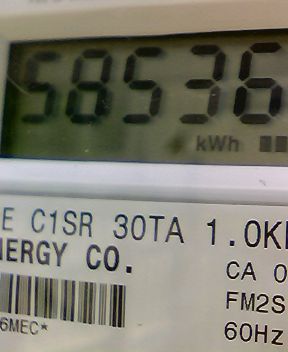 58536
kWh
E C1SR 30TA 1.0K
NERGY CO.
CA 0
FM2S
6MEC*
60Hz